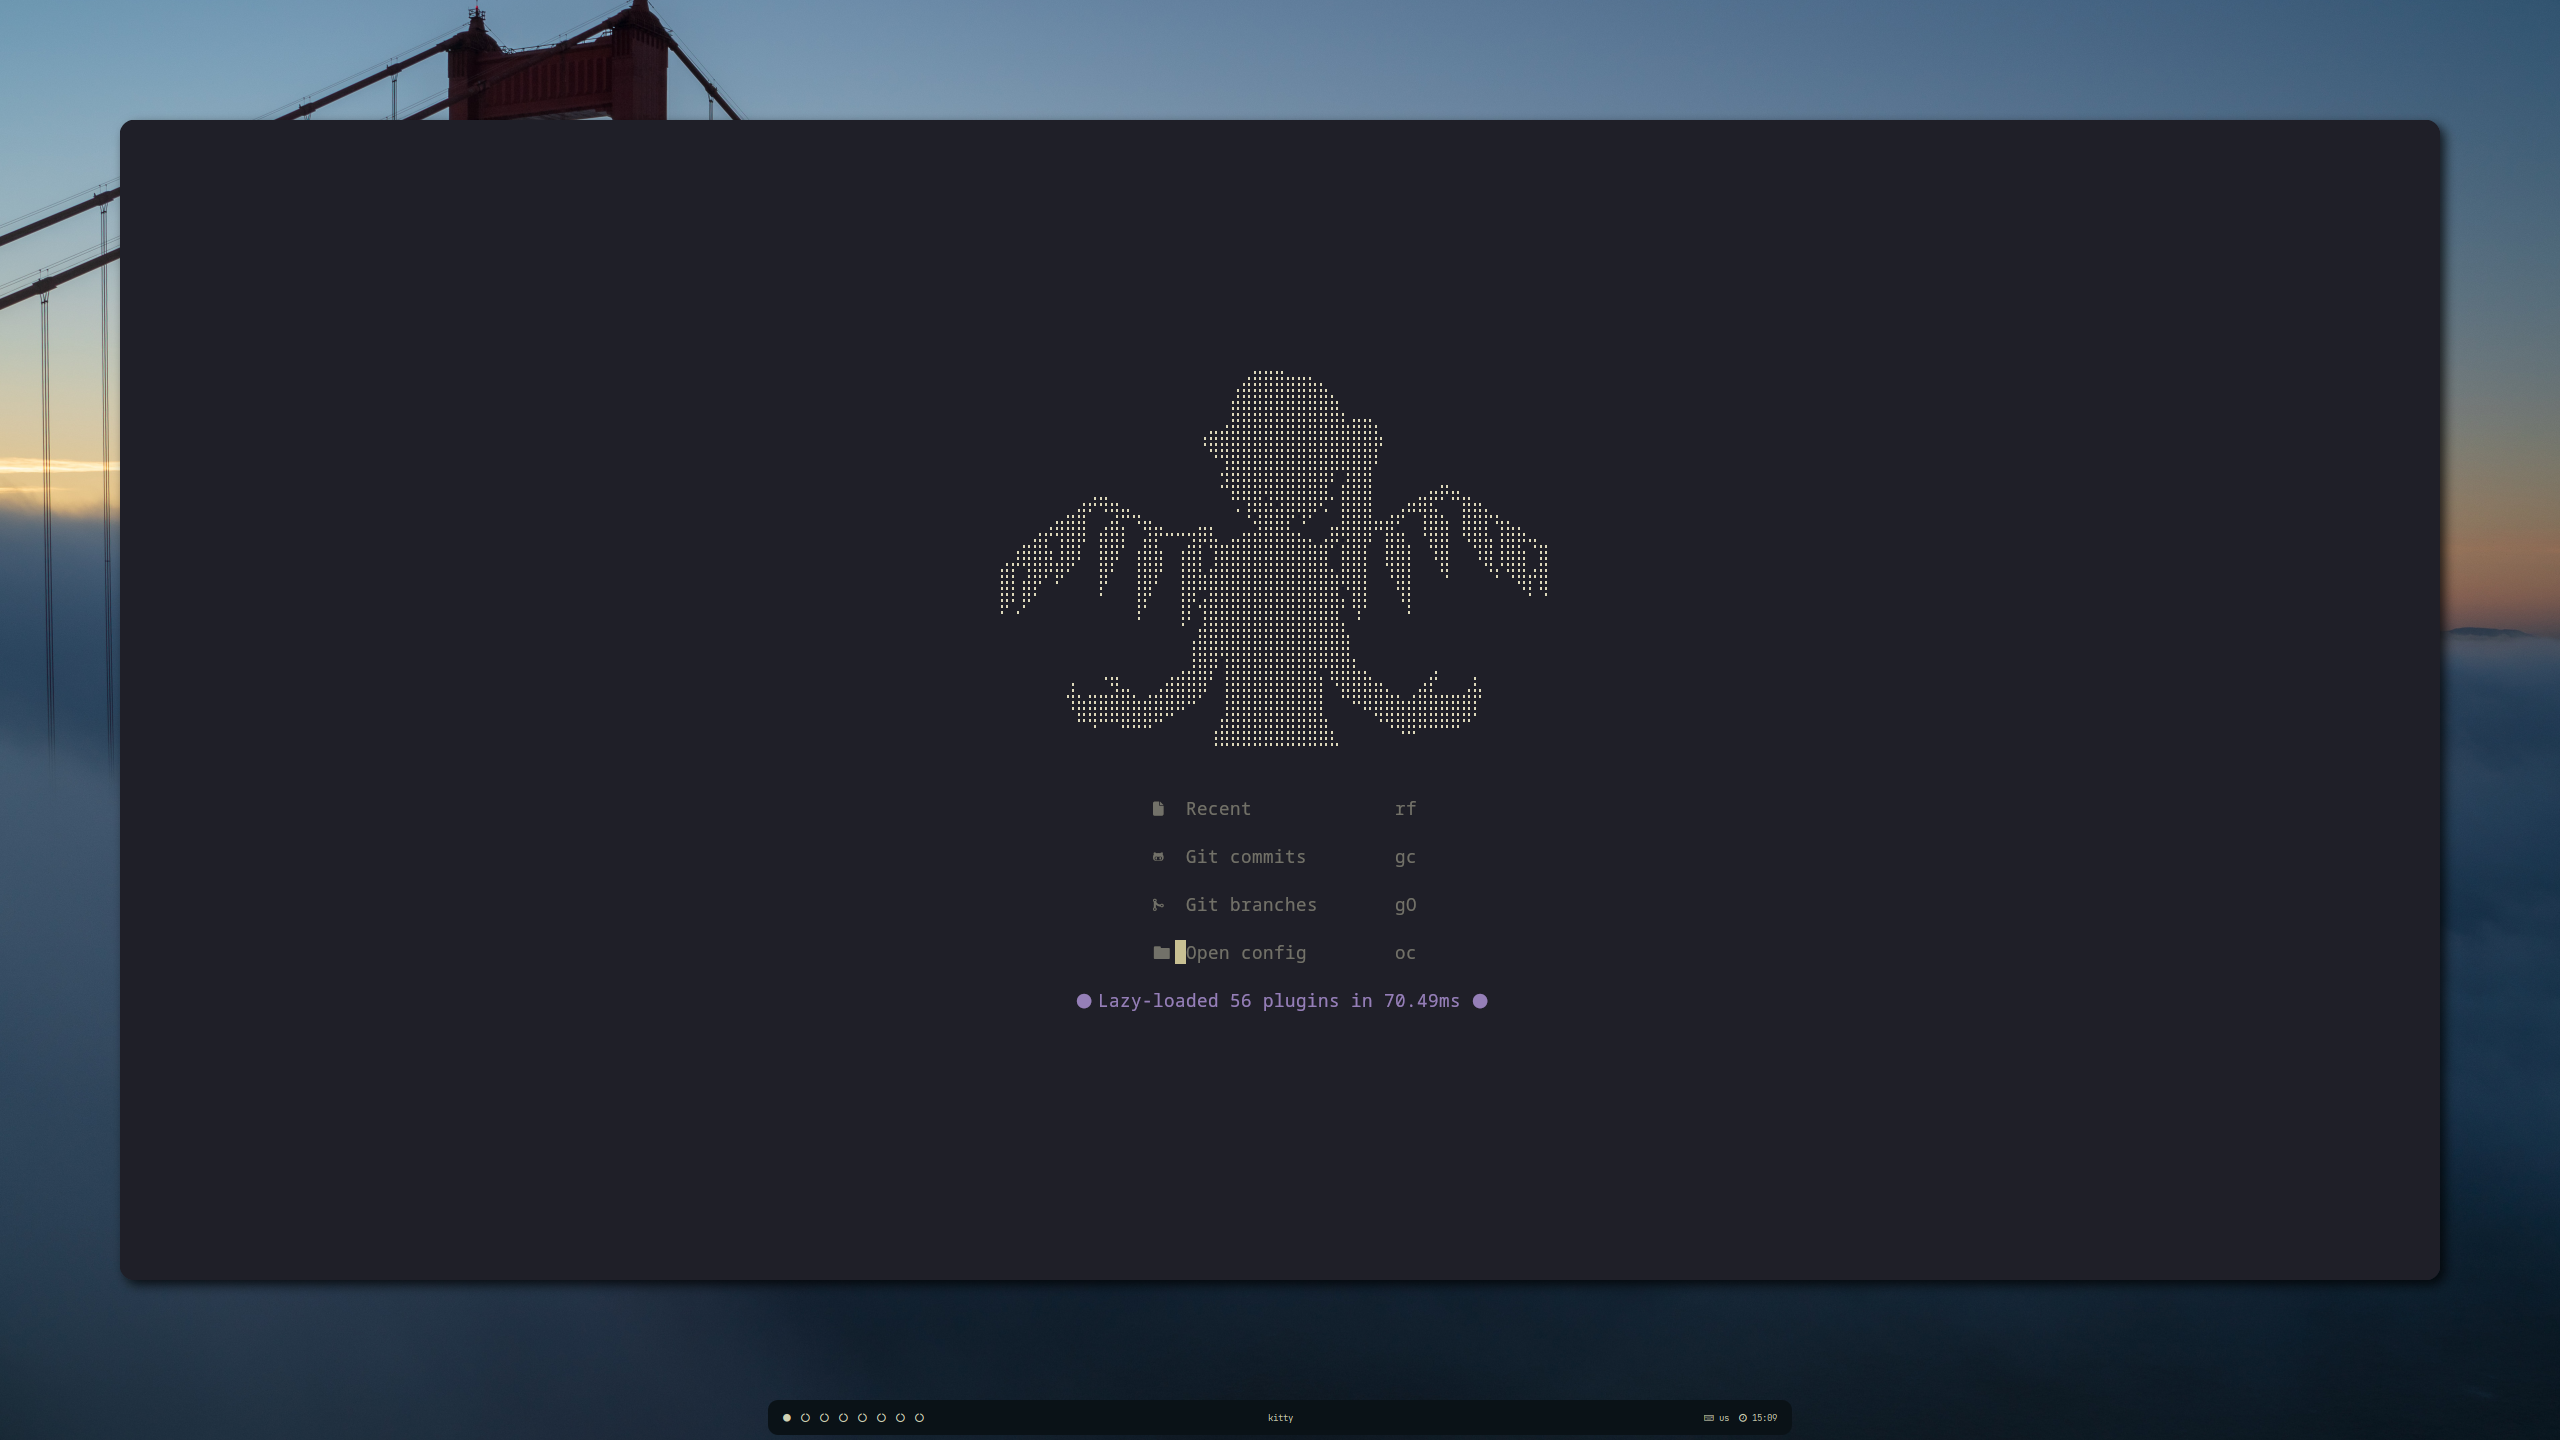 Recent rf
Git commits gc
Git branches gO
Open config oc
Lazy-loaded 56 plugins in 70.49ms
kitty
us 15:09